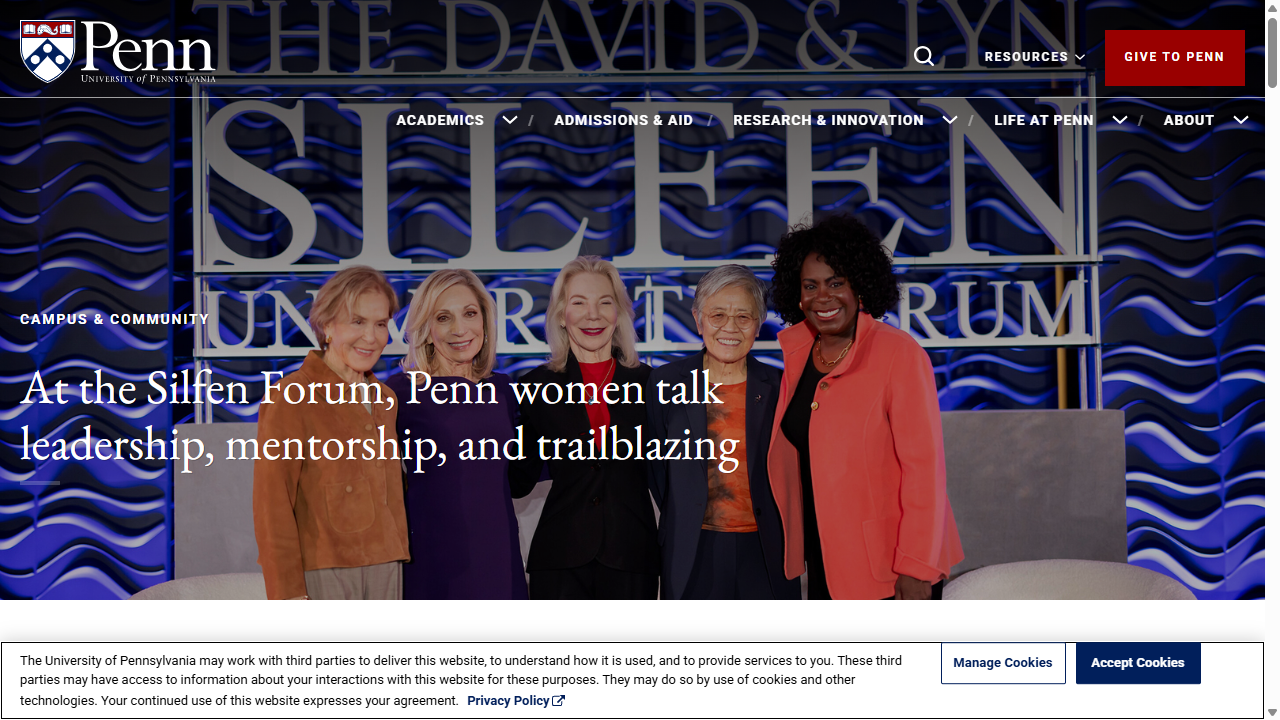 THE DAVID & LYN
Penn
UNIVERSITY of PENNSYLVANIA
RESOURCES
GIVE TO PENN
ACADEMICS / ADMISSIONS & AID / RESEARCH & INNOVATION / LIFE AT PENN / ABOUT
SILFEN
CAMPUS & COMMUNITY
At the Silfen Forum, Penn women talk
leadership, mentorship, and trailblazing
The University of Pennsylvania may work with third parties to deliver this website, to understand how it is used, and to provide services to you. These third
parties may have access to information about your interactions with this website for these purposes. They may do so by use of cookies and other
technologies. Your continued use of this website expresses your agreement. Privacy Policy
Manage Cookies
Accept Cookies